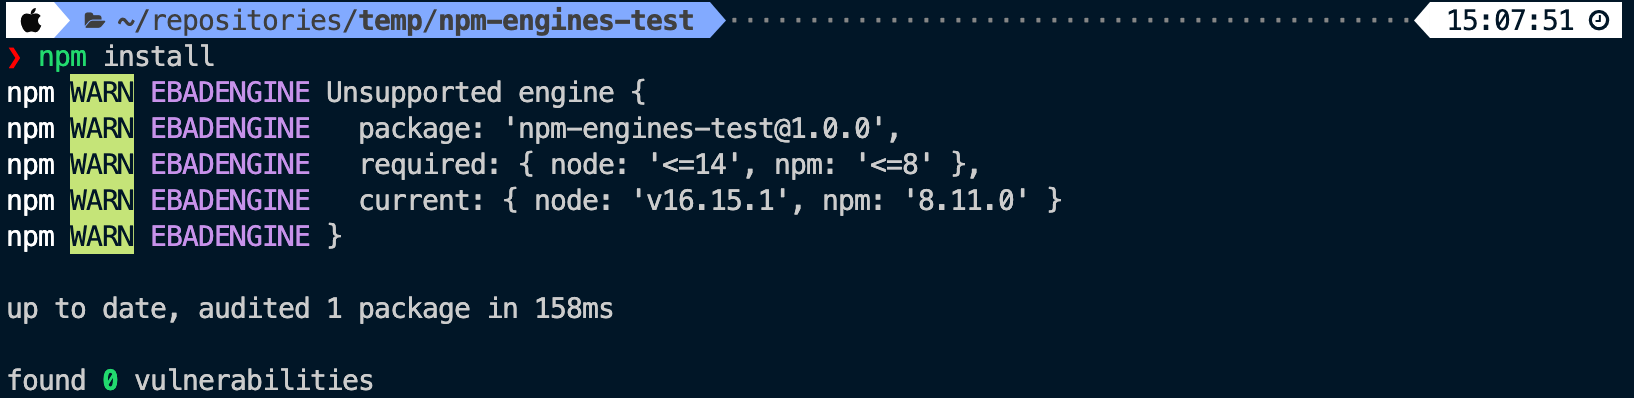 ~/repositories/temp/npm-engines-test 15:07:51
❯ npm install
npm WARN EBADENGINE Unsupported engine {
npm WARN EBADENGINE   package: 'npm-engines-test@1.0.0',
npm WARN EBADENGINE   required: { node: '<=14', npm: '<=8' },
npm WARN EBADENGINE   current: { node: 'v16.15.1', npm: '8.11.0' }
npm WARN EBADENGINE }
up to date, audited 1 package in 158ms
found 0 vulnerabilities